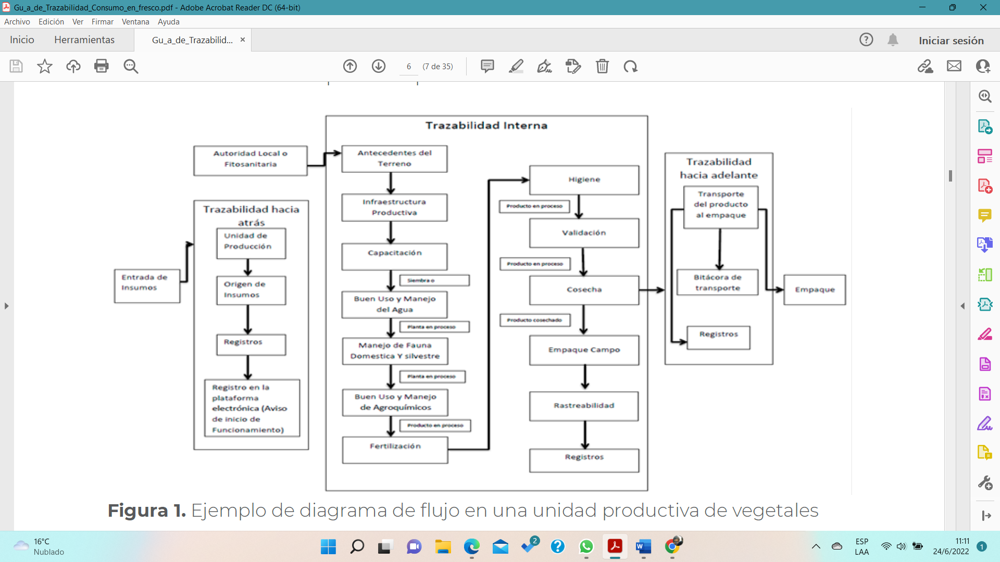 Gu_a_de_Trazabilidad_Consumo_en_fresco.pdf - Adobe Acrobat Reader DC (64-bit)
Archivo Edición Ver Firmar Ventana Ayuda
Inicio Herramientas Gu_a_de_Trazabilid... Iniciar sesión
6 (7 de 35)
Trazabilidad Interna
Autoridad Local o
Fitosanitaria
Trazabilidad hacia
atrás
Unidad de
Producción
Entrada de
Insumos
Origen de
Insumos
Registros
Registro en la
plataforma
electrónica (Aviso
de inicio de
Funcionamiento)
Antecedentes del
Terreno
Infraestructura
Productiva
Capacitación
Siembra o
Buen Uso y Manejo
del Agua
Planta en proceso
Manejo de Fauna
Domestica Y silvestre
Planta en proceso
Buen Uso y Manejo
de Agroquímicos
Producto en proceso
Fertilización
Higiene
Producto en proceso
Validación
Producto en proceso
Cosecha
Producto cosechado
Empaque Campo
Rastreabilidad
Registros
Trazabilidad
hacia adelante
Transporte
del producto
al empaque
Bitácora de
transporte
Registros
Empaque
Figura 1. Ejemplo de diagrama de flujo en una unidad productiva de vegetales
16°C
Nublado
2
ESP
LAA
11:11
24/6/2022
1